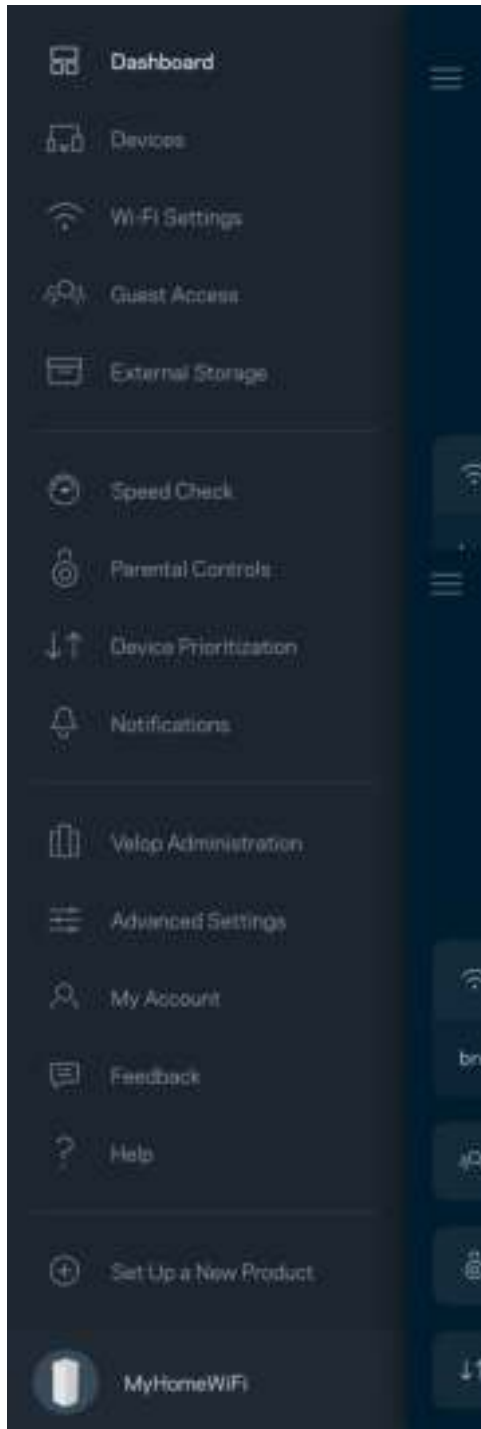 Dashboard
Devices
Wi-Fi Settings
Guest Access
External Storage
Speed Check
Parental Controls
Device Prioritization
Notifications
Velop Administration
Advanced Settings
My Account
Feedback
Help
Set Up a New Product
MyHomeWiFi